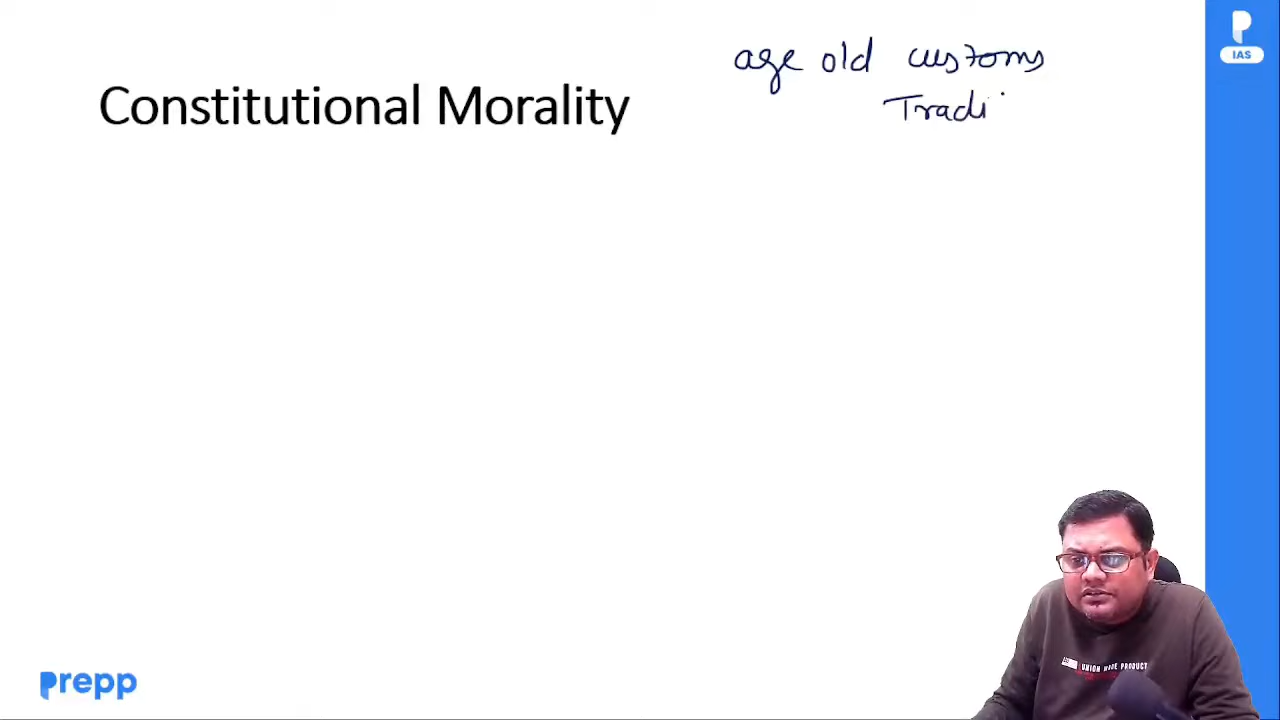 IAS
age old customs
Constitutional Morality
Tradi
UNION MADE PRODUCT
prepp